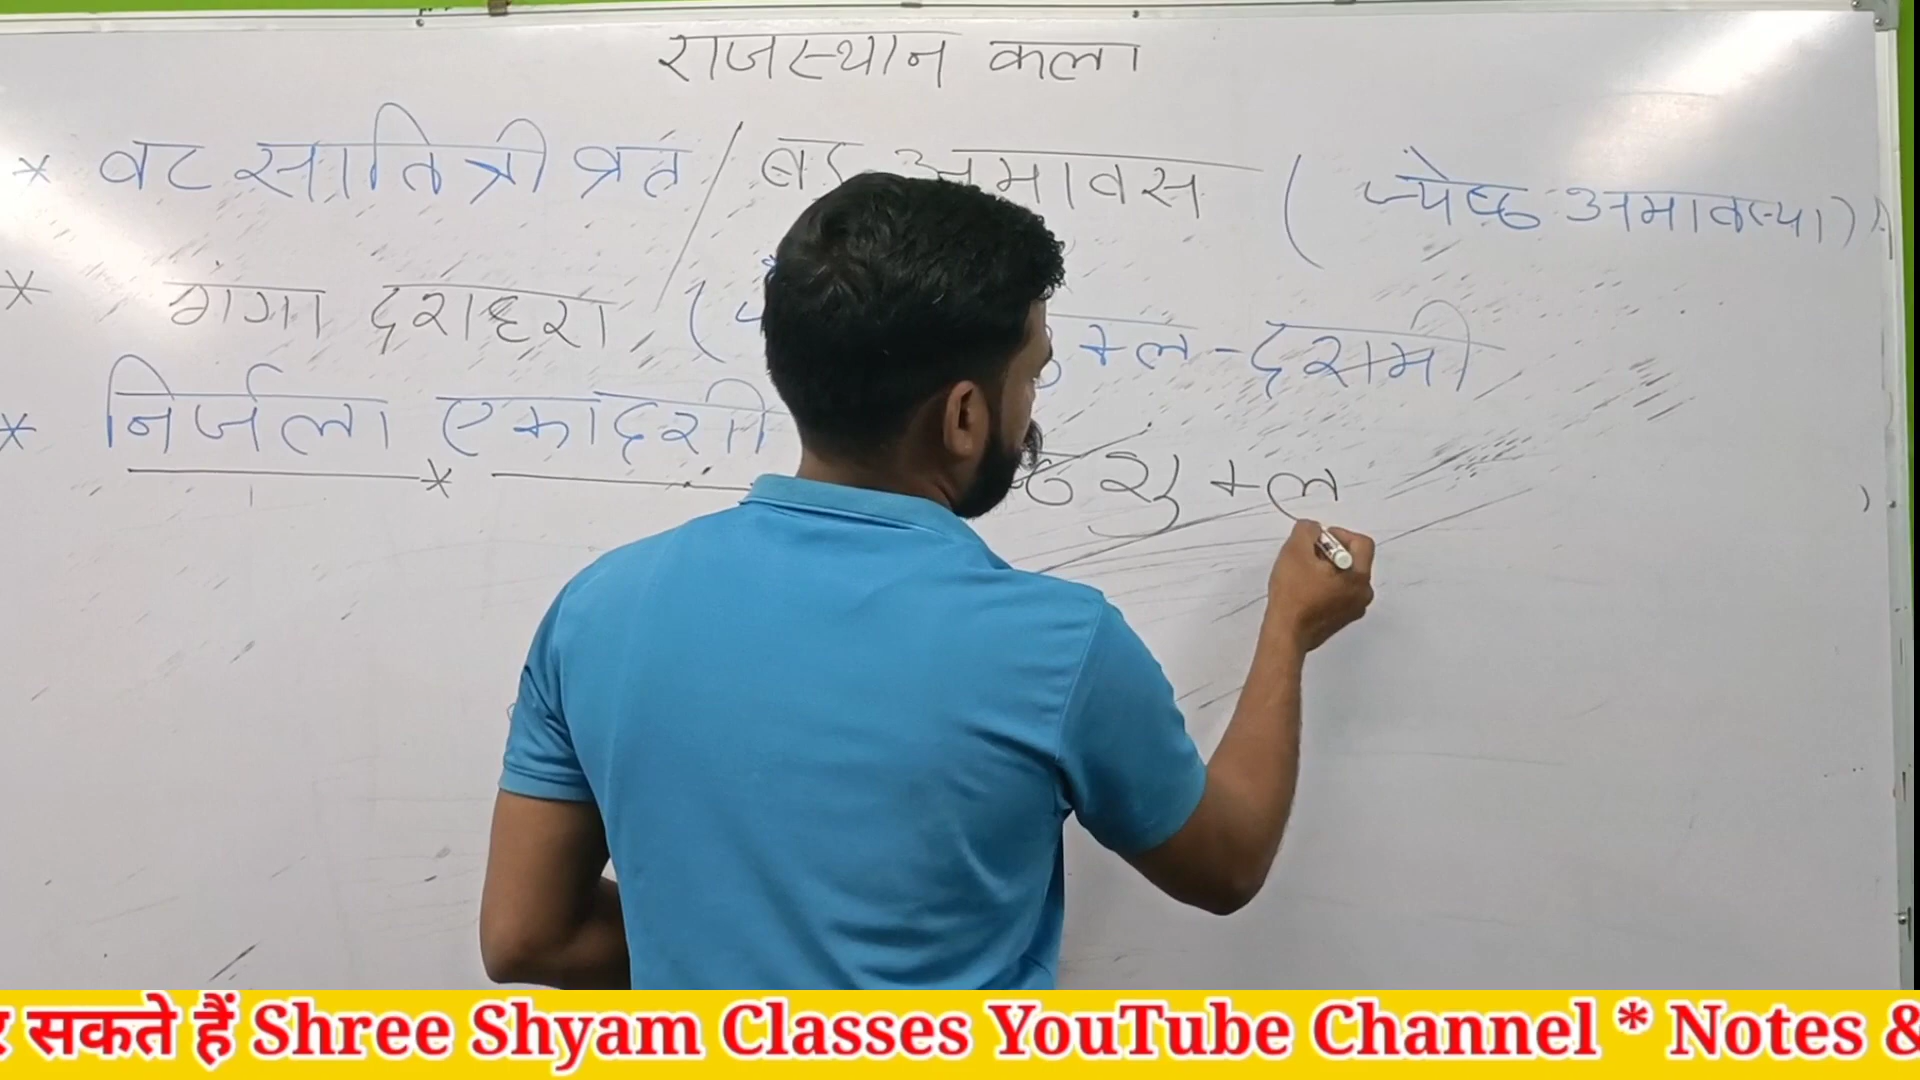 राजस्थान कला
* वट सावित्री व्रत / बड अमावस ( ज्येष्ठ अमावस्या )
* गंगा दशहरा ( शुक्ल - दशमी
* निर्जला एकादशी शुक्ल
सकते हैं Shree Shyam Classes YouTube Channel * Notes &